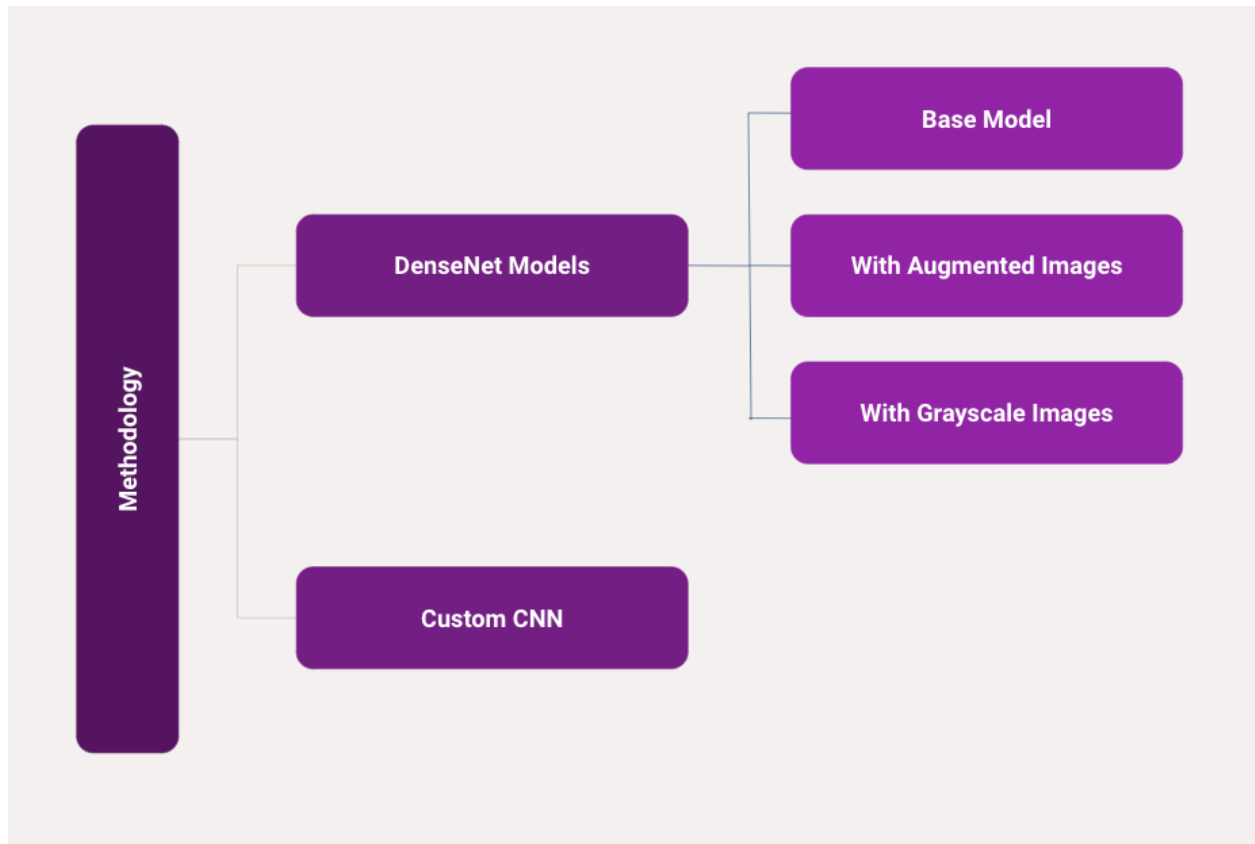 Methodology
DenseNet Models
Base Model
With Augmented Images
With Grayscale Images
Custom CNN